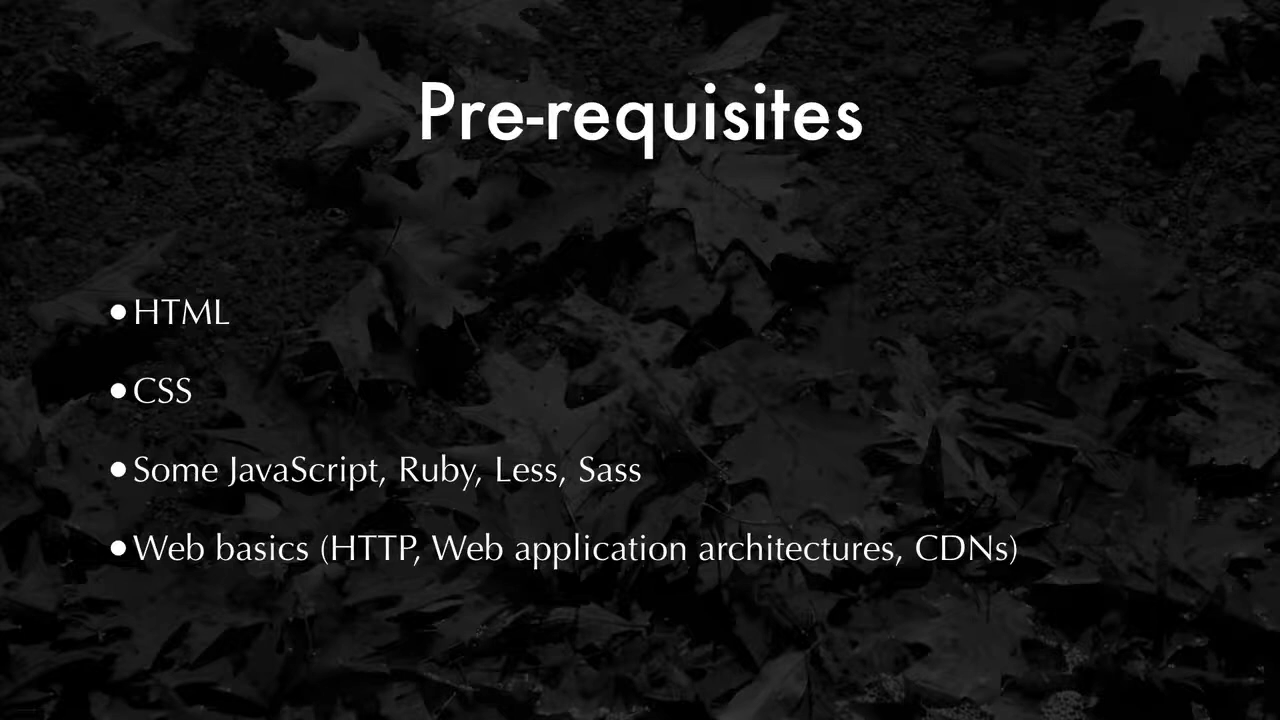 Pre-requisites
•HTML
•CSS
•Some JavaScript, Ruby, Less, Sass
•Web basics (HTTP, Web application architectures, CDNs)